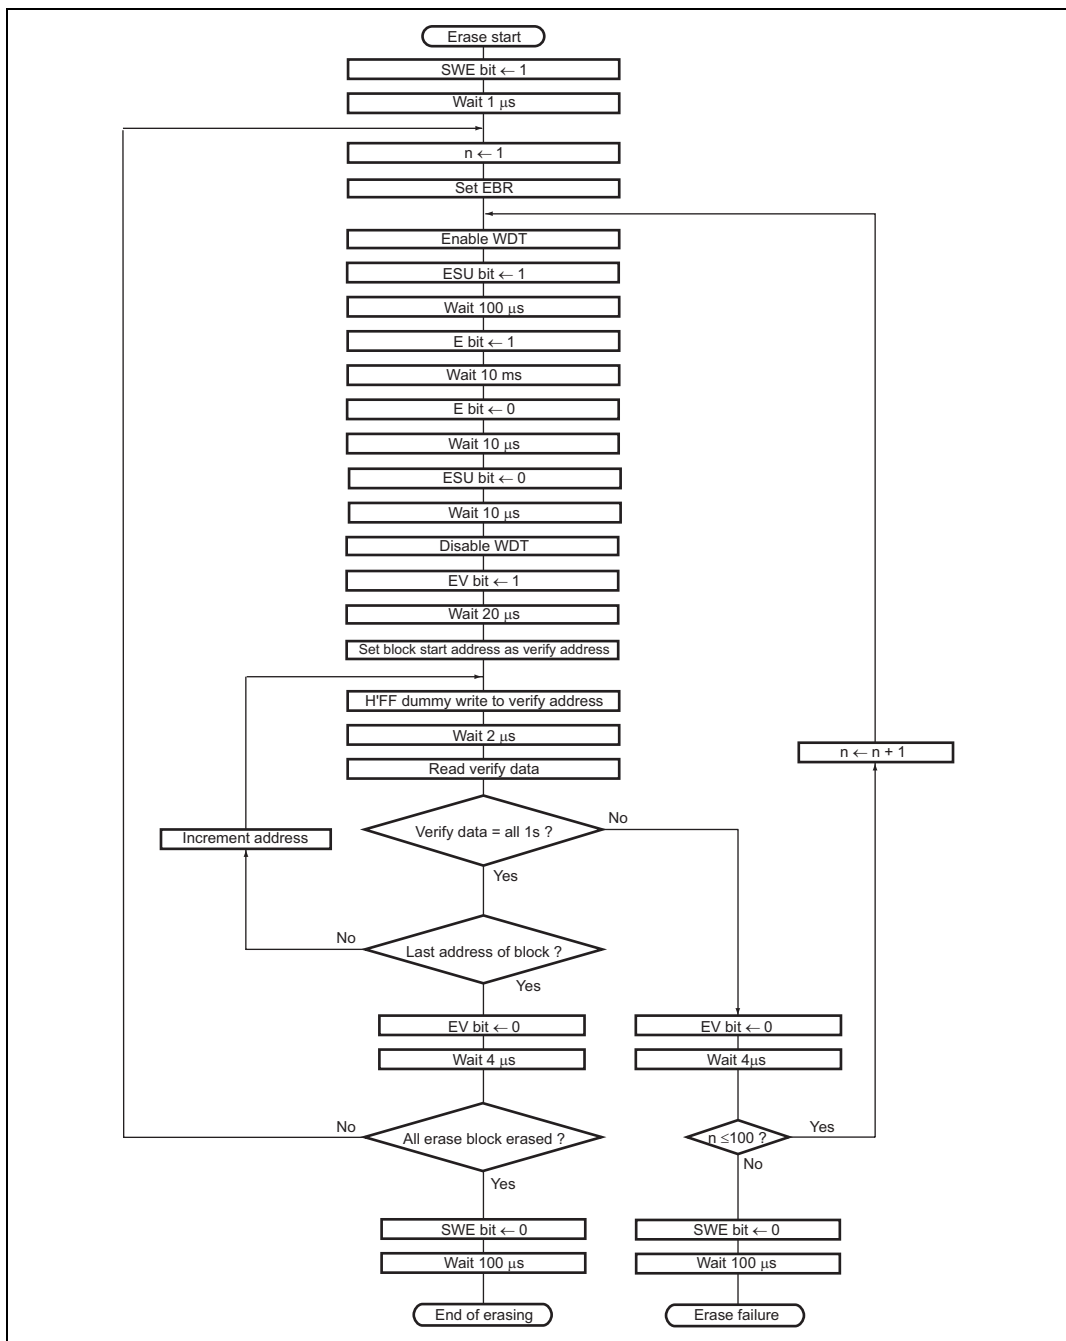 Erase start
SWE bit ← 1
Wait 1 μs
n ← 1
Set EBR
Enable WDT
ESU bit ← 1
Wait 100 μs
E bit ← 1
Wait 10 ms
E bit ← 0
Wait 10 μs
ESU bit ← 0
Wait 10 μs
Disable WDT
EV bit ← 1
Wait 20 μs
Set block start address as verify address
H'FF dummy write to verify address
Wait 2 μs
n ← n + 1
Read verify data
Verify data = all 1s ?
No
Increment address
Yes
Last address of block ?
No
Yes
EV bit ← 0
EV bit ← 0
Wait 4 μs
Wait 4μs
All erase block erased ?
No
n ≤100 ?
Yes
Yes
No
SWE bit ← 0
SWE bit ← 0
Wait 100 μs
Wait 100 μs
End of erasing
Erase failure